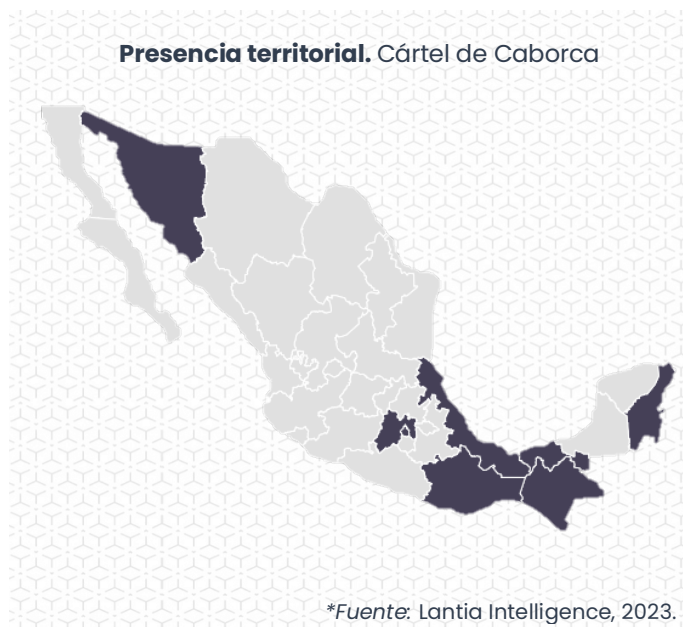 Presencia territorial. Cártel de Caborca
*Fuente: Lantia Intelligence, 2023.